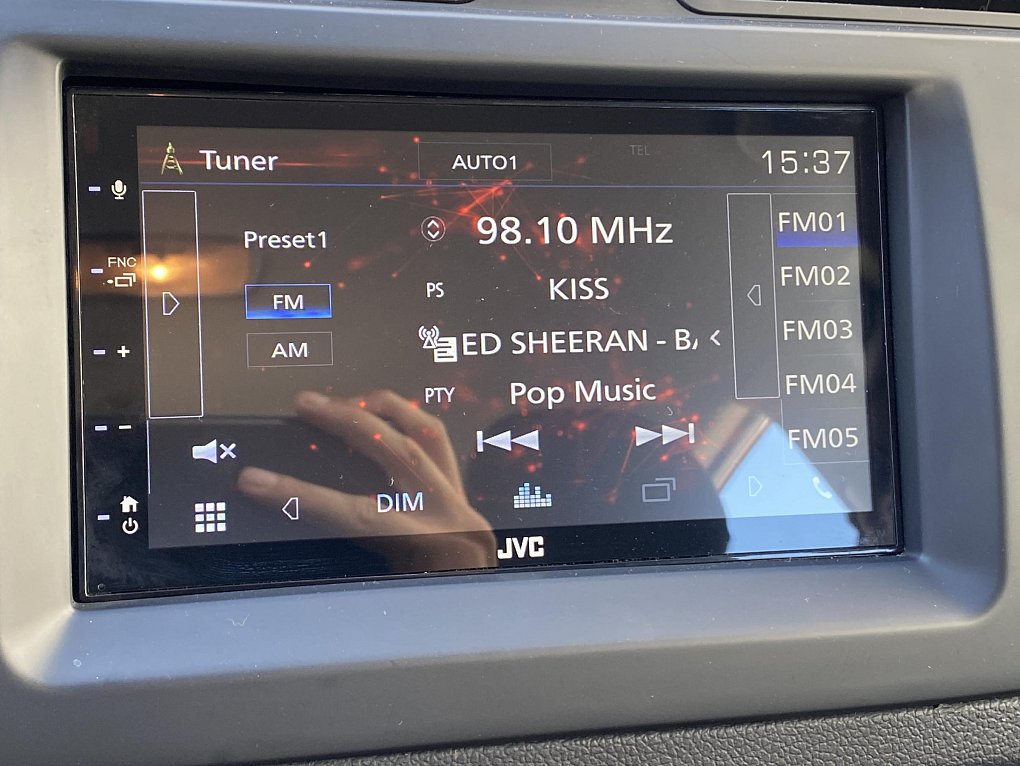 Tuner
AUTO1
TEL
15:37
Preset1
98.10 MHz
FM01
FNC
PS
KISS
FM02
FM
AM
ED SHEERAN - BA
FM03
+
PTY
Pop Music
FM04
−
FM05
DIM
JVC